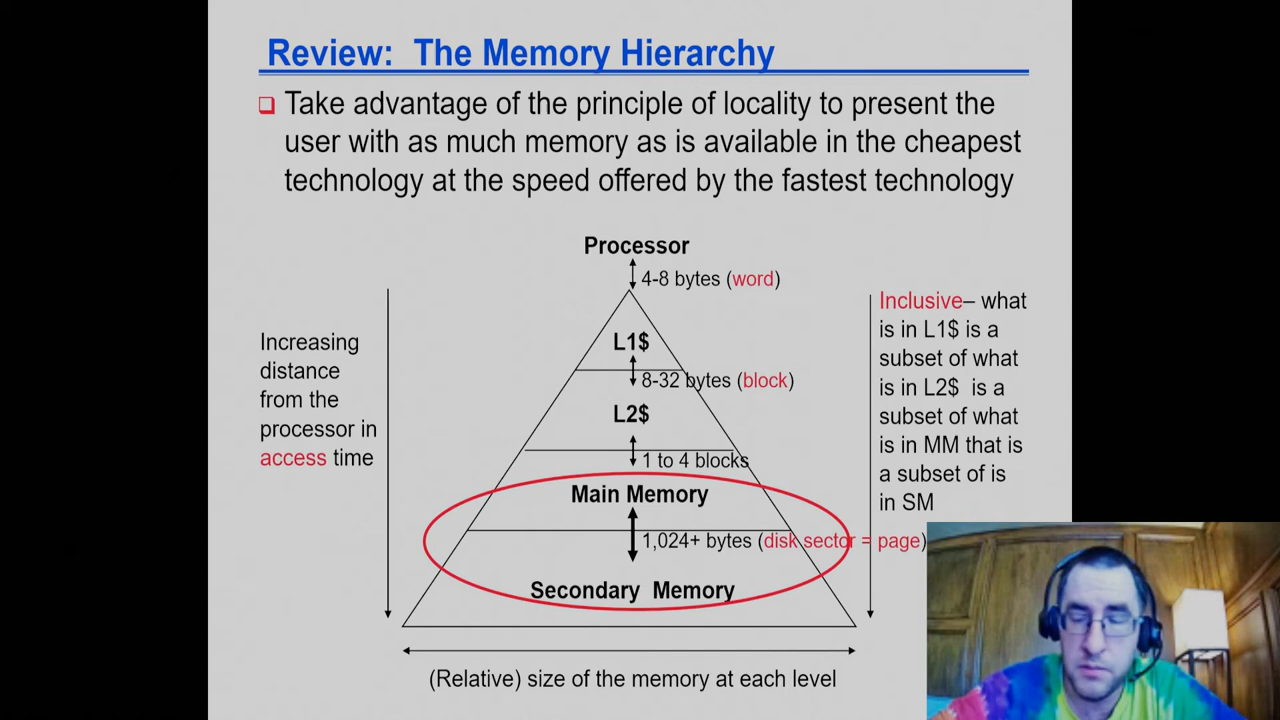 Review: The Memory Hierarchy
Take advantage of the principle of locality to present the
user with as much memory as is available in the cheapest
technology at the speed offered by the fastest technology
Processor
4-8 bytes (word)
L1$
8-32 bytes (block)
L2$
1 to 4 blocks
Main Memory
1,024+ bytes (disk sector = page)
Secondary Memory
Increasing
distance
from the
processor in
access time
Inclusive– what
is in L1$ is a
subset of what
is in L2$ is a
subset of what
is in MM that is
a subset of is
in SM
(Relative) size of the memory at each level